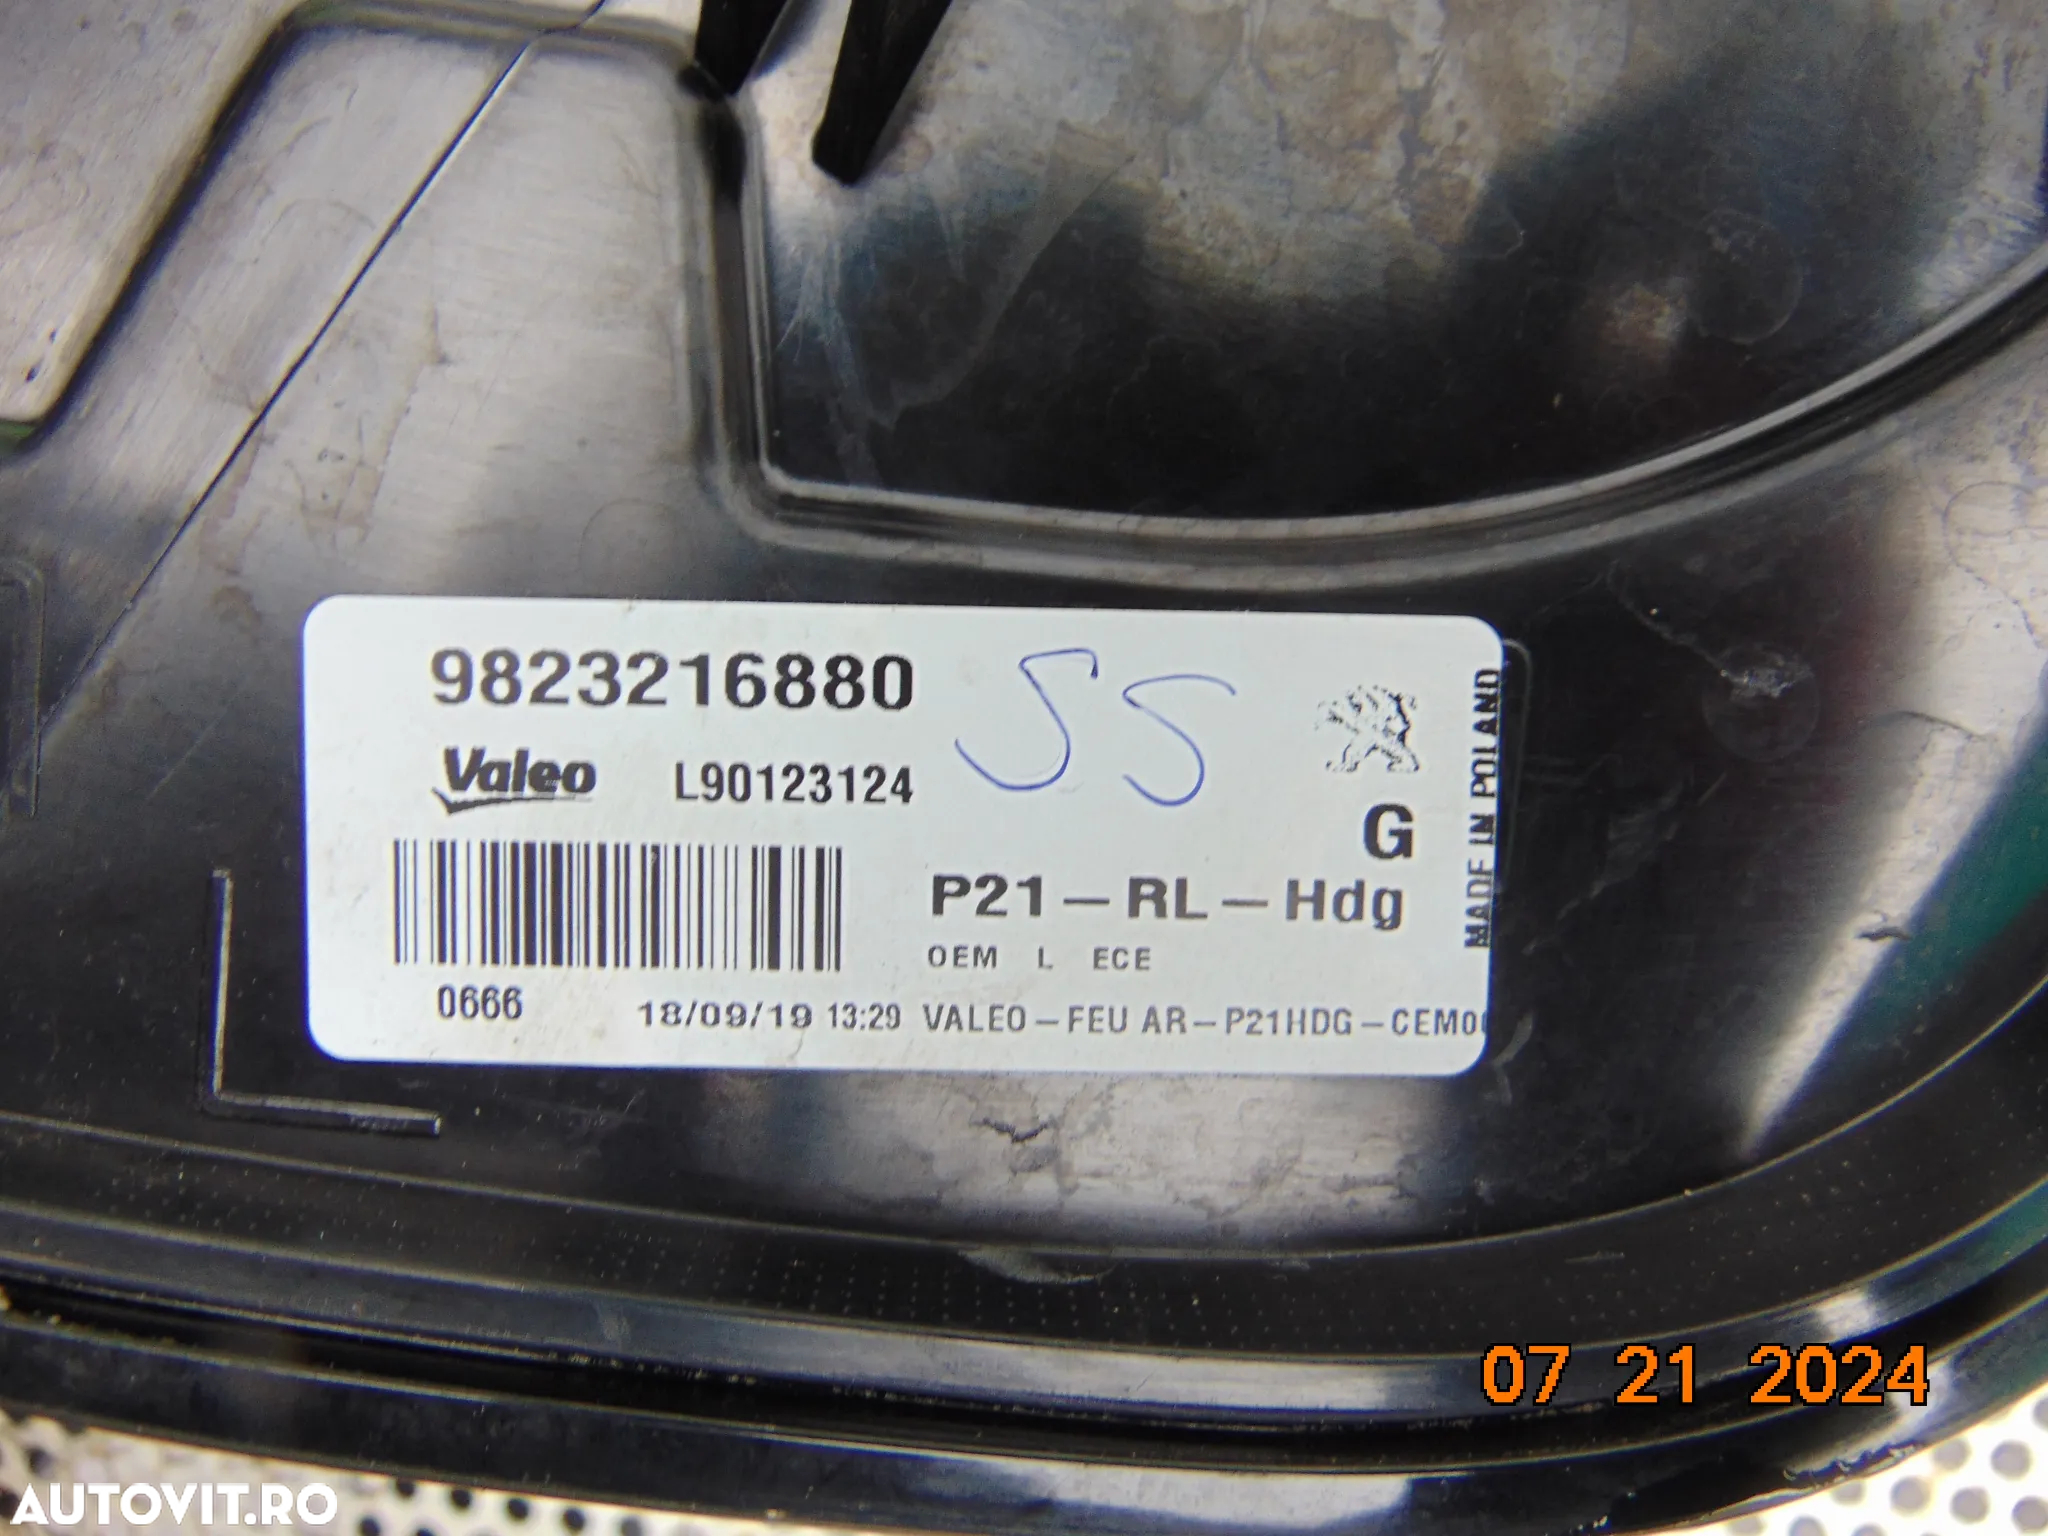 9823216880
SS
Valeo
L90123124
G
MADE IN POLAND
P21-RL-Hdg
OEM L ECE
0666
18/09/19 13:29 VALEO-FEU AR-P21HDG-CEM0
07 21 2024
AUTOVIT.RO